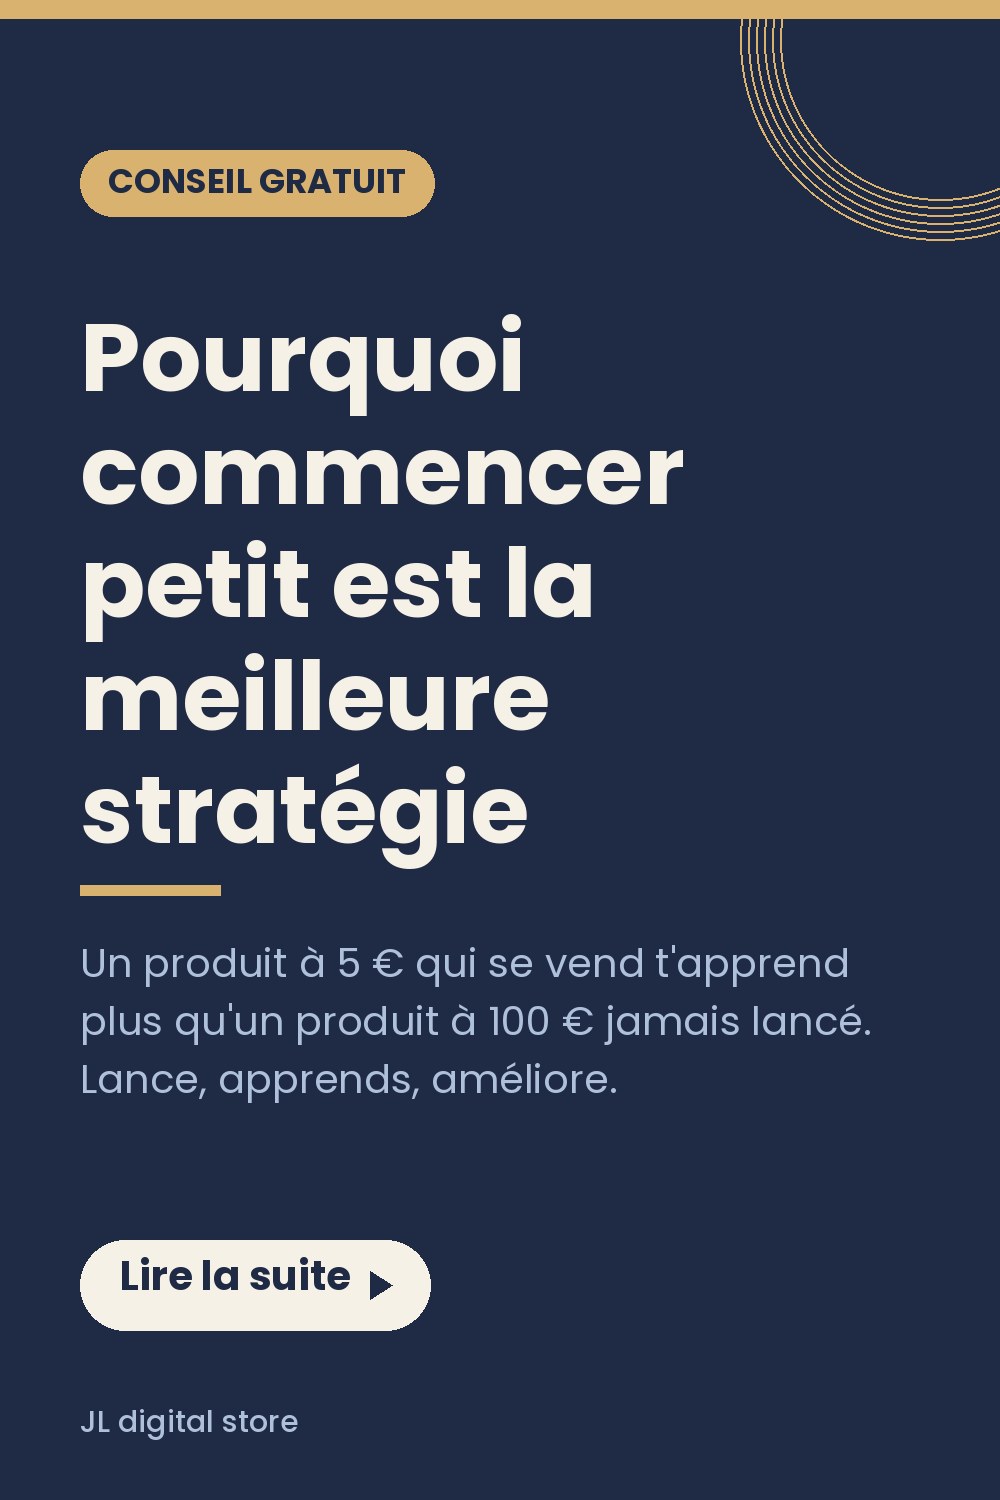 CONSEIL GRATUIT
Pourquoi
commencer
petit est la
meilleure
stratégie
Un produit à 5 € qui se vend t'apprend
plus qu'un produit à 100 € jamais lancé.
Lance, apprends, améliore.
Lire la suite
JL digital store